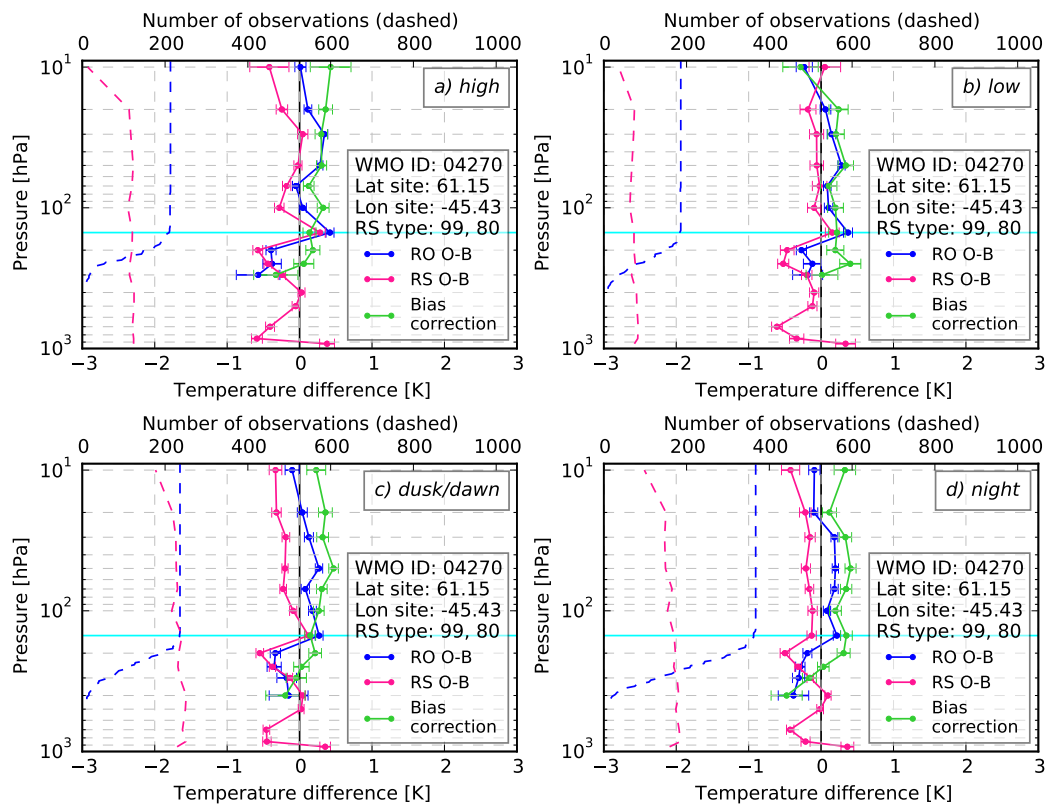 Number of observations (dashed)
0 200 400 600 800 1000
a) high
10^1
10^2
10^3
Pressure [hPa]
WMO ID: 04270
Lat site: 61.15
Lon site: -45.43
RS type: 99, 80
RO O-B
RS O-B
Bias
correction
−3 −2 −1 0 1 2 3
Temperature difference [K]
Number of observations (dashed)
0 200 400 600 800 1000
b) low
10^1
10^2
10^3
Pressure [hPa]
WMO ID: 04270
Lat site: 61.15
Lon site: -45.43
RS type: 99, 80
RO O-B
RS O-B
Bias
correction
−3 −2 −1 0 1 2 3
Temperature difference [K]
Number of observations (dashed)
0 200 400 600 800 1000
c) dusk/dawn
10^1
10^2
10^3
Pressure [hPa]
WMO ID: 04270
Lat site: 61.15
Lon site: -45.43
RS type: 99, 80
RO O-B
RS O-B
Bias
correction
−3 −2 −1 0 1 2 3
Temperature difference [K]
Number of observations (dashed)
0 200 400 600 800 1000
d) night
10^1
10^2
10^3
Pressure [hPa]
WMO ID: 04270
Lat site: 61.15
Lon site: -45.43
RS type: 99, 80
RO O-B
RS O-B
Bias
correction
−3 −2 −1 0 1 2 3
Temperature difference [K]